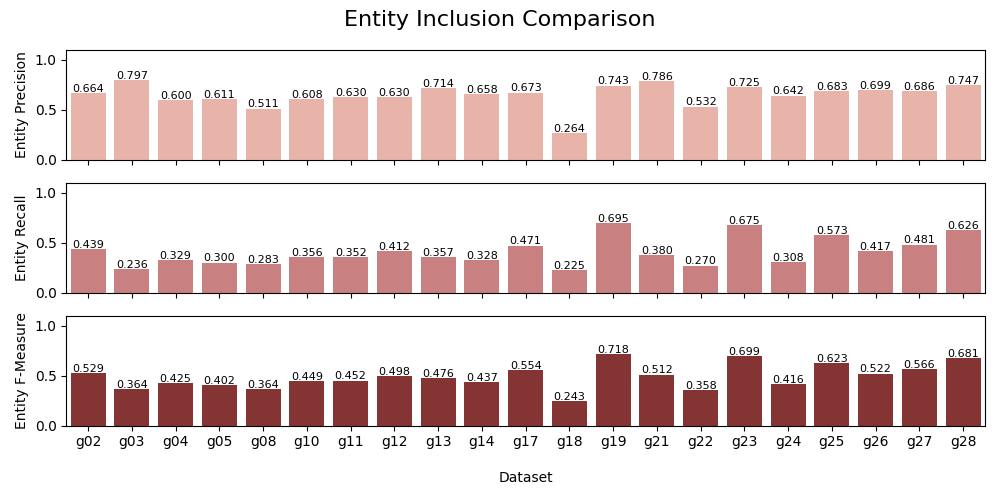 Entity Inclusion Comparison
Entity Precision
1.0
0.5
0.0
0.664 0.797 0.600 0.611 0.511 0.608 0.630 0.630 0.714 0.658 0.673 0.264 0.743 0.786 0.532 0.725 0.642 0.683 0.699 0.686 0.747
Entity Recall
1.0
0.5
0.0
0.439 0.236 0.329 0.300 0.283 0.356 0.352 0.412 0.357 0.328 0.471 0.225 0.695 0.380 0.270 0.675 0.308 0.573 0.417 0.481 0.626
Entity F-Measure
1.0
0.5
0.0
0.529 0.364 0.425 0.402 0.364 0.449 0.452 0.498 0.476 0.437 0.554 0.243 0.718 0.512 0.358 0.699 0.416 0.623 0.522 0.566 0.681
g02 g03 g04 g05 g08 g10 g11 g12 g13 g14 g17 g18 g19 g21 g22 g23 g24 g25 g26 g27 g28
Dataset